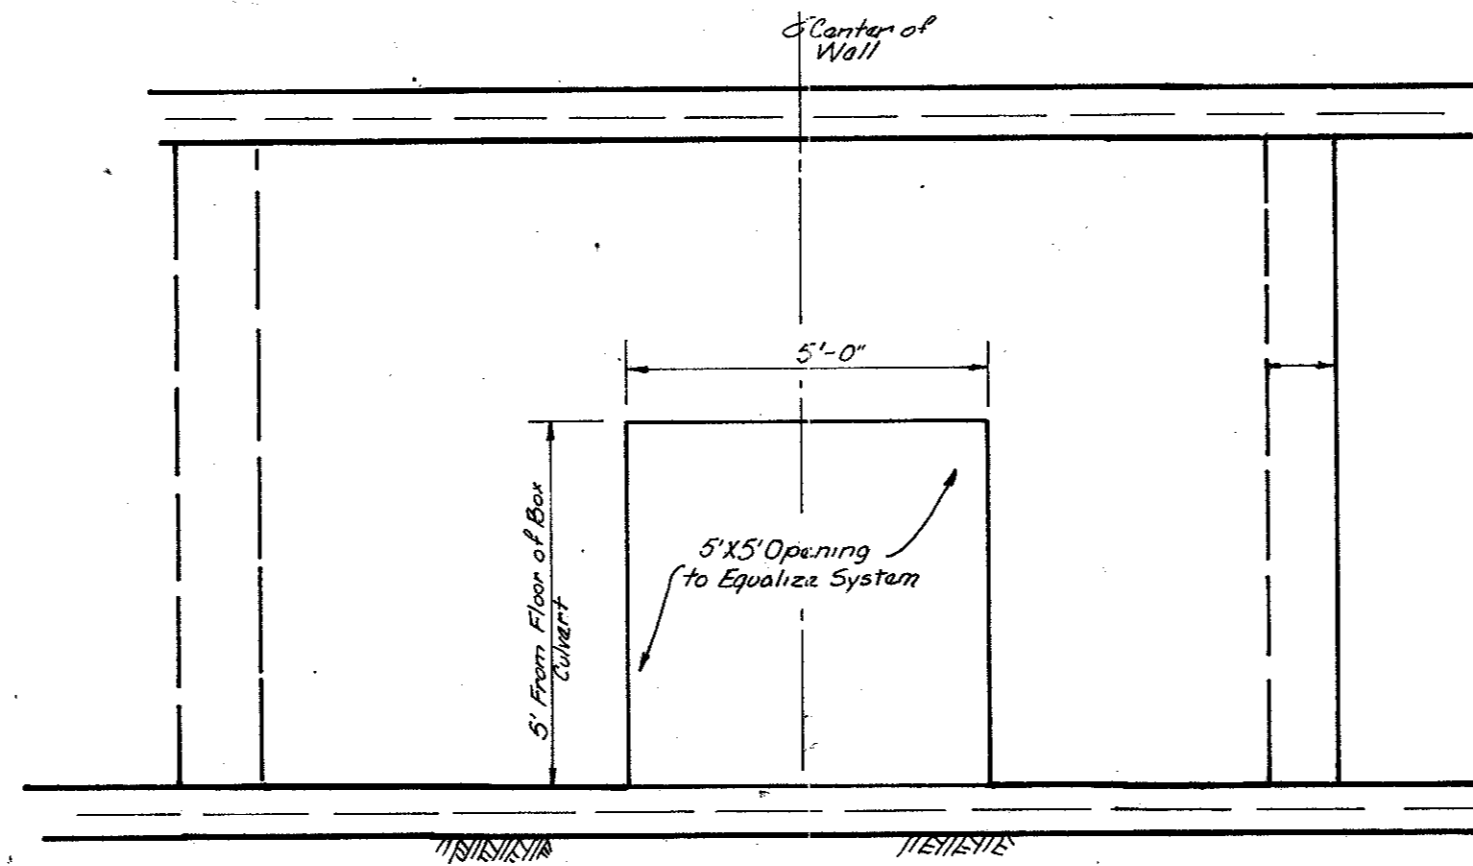 Center of
Wall
5'-0"
5' From Floor of Box
Culvert
5'X5' Opening
to Equalize System